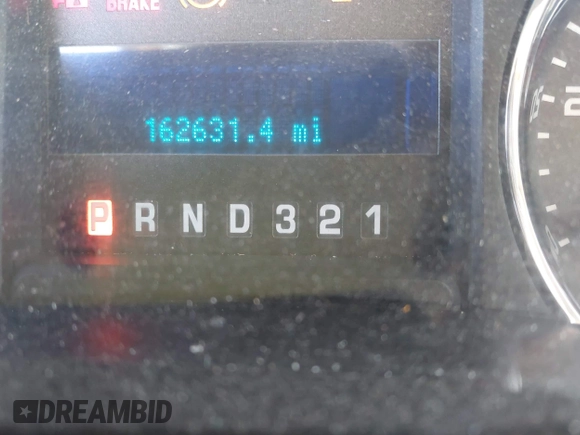 BRAKE
162631.4 mi
P R N D 3 2 1
DREAMBID